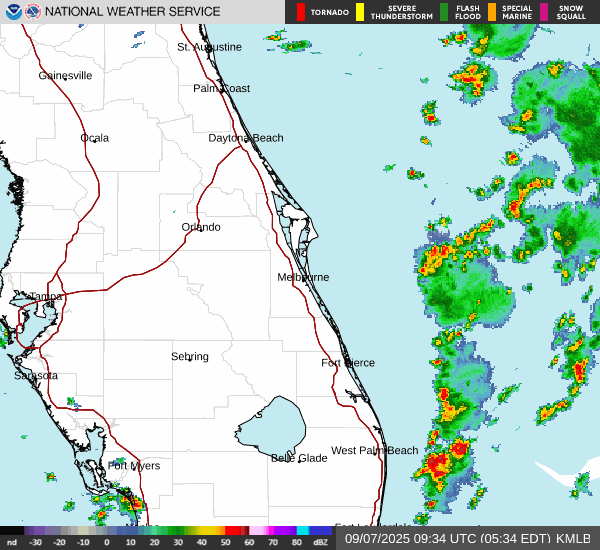 NATIONAL WEATHER SERVICE
TORNADO
SEVERE THUNDERSTORM
FLASH FLOOD
SPECIAL MARINE
SNOW SQUALL
St. Augustine
Gainesville
Palm Coast
Ocala
Daytona Beach
Orlando
Melbourne
Tampa
Sebring
Fort Pierce
Sarasota
West Palm Beach
Belle Glade
Fort Myers
nd -30 -20 -10 0 10 20 30 40 50 60 70 80 dBZ
09/07/2025 09:34 UTC (05:34 EDT) KMLB